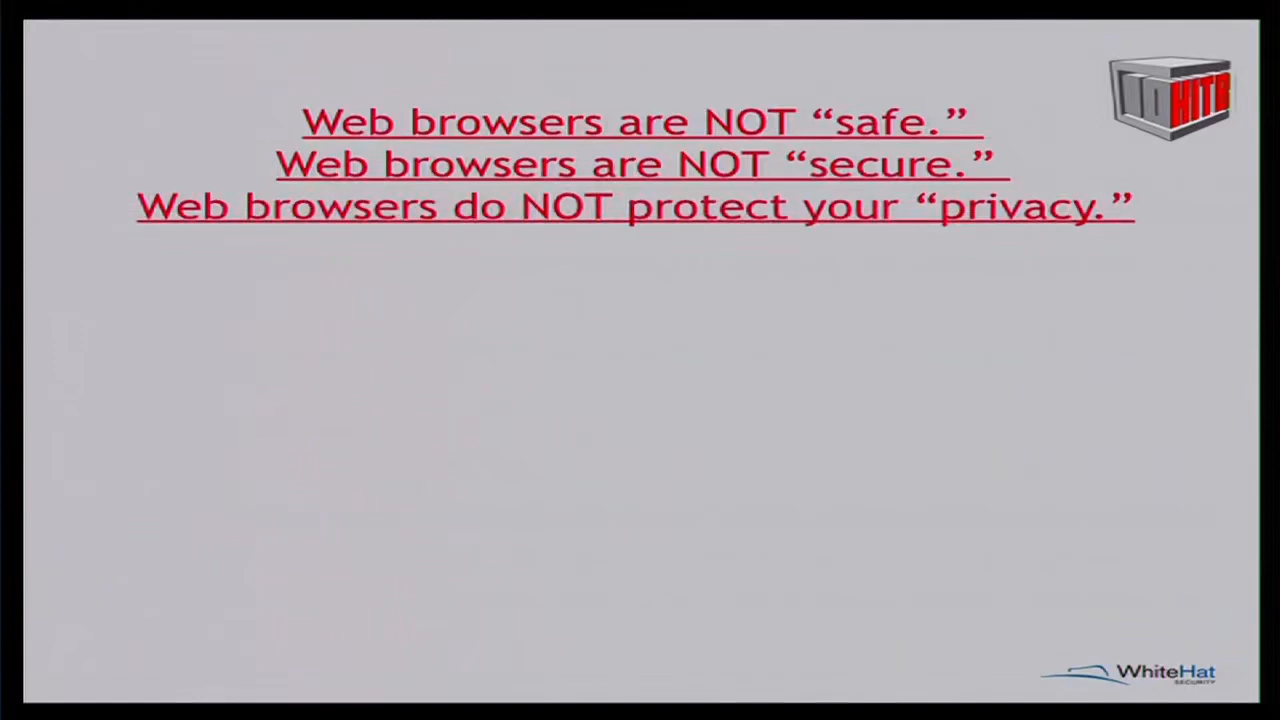 Web browsers are NOT “safe.”
Web browsers are NOT “secure.”
Web browsers do NOT protect your “privacy.”
HITB
WhiteHat
SECURITY